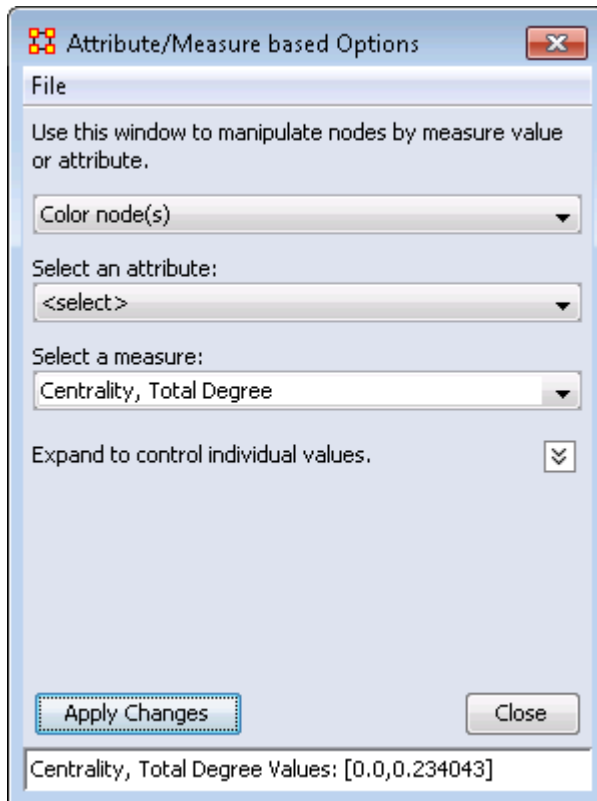 Attribute/Measure based Options
File
Use this window to manipulate nodes by measure value
or attribute.
Color node(s)
Select an attribute:
<select>
Select a measure:
Centrality, Total Degree
Expand to control individual values.
Apply Changes
Close
Centrality, Total Degree Values: [0.0,0.234043]